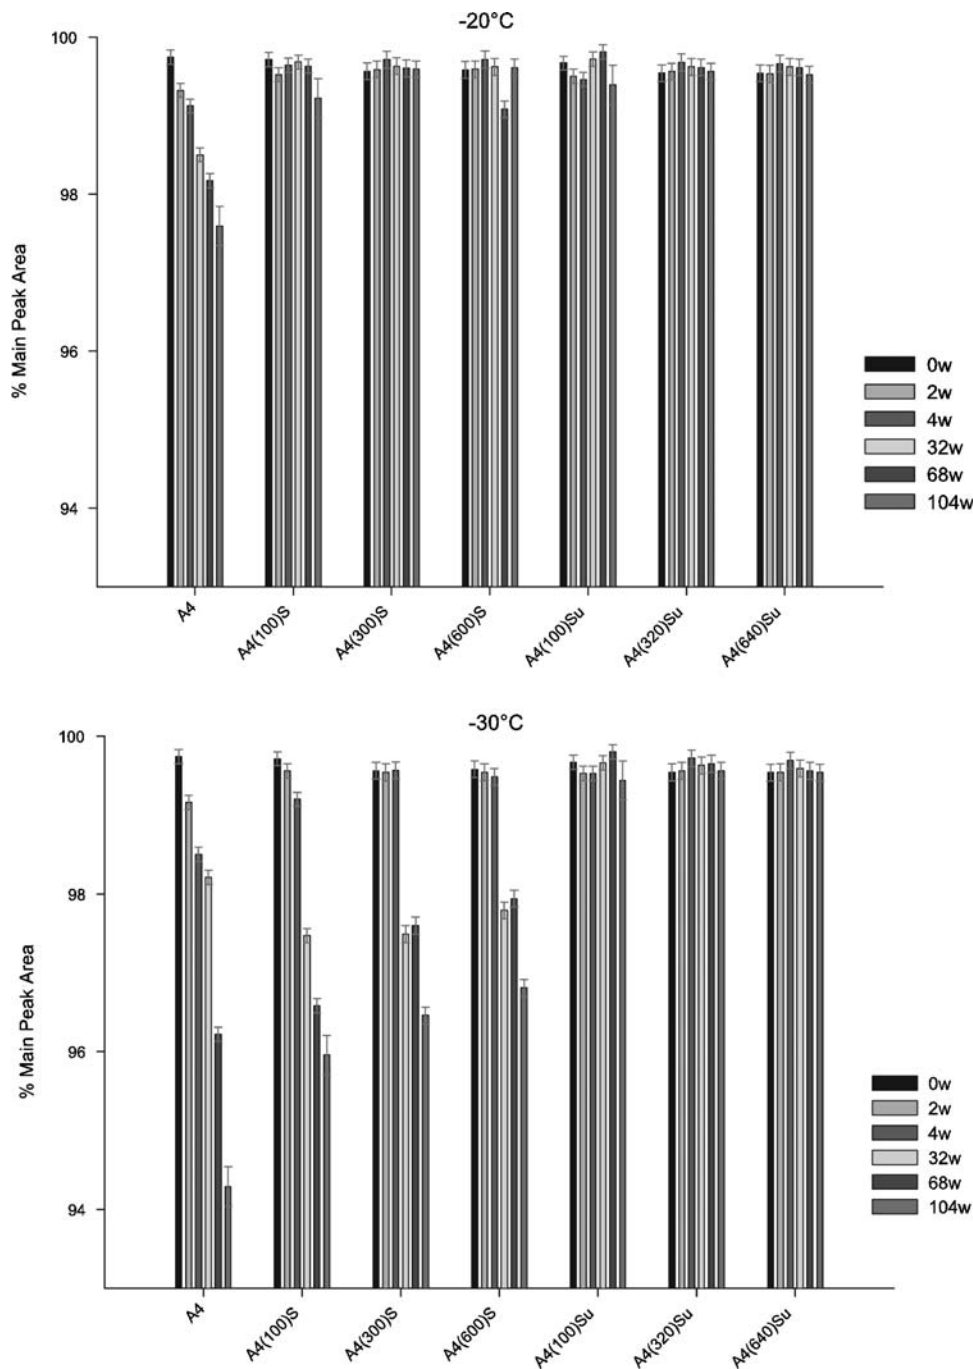 -20°C
100
98
96
94
% Main Peak Area
0w
2w
4w
32w
68w
104w
A4
A4(100)S
A4(300)S
A4(600)S
A4(100)Su
A4(320)Su
A4(640)Su
-30°C
100
98
96
94
% Main Peak Area
0w
2w
4w
32w
68w
104w
A4
A4(100)S
A4(300)S
A4(600)S
A4(100)Su
A4(320)Su
A4(640)Su